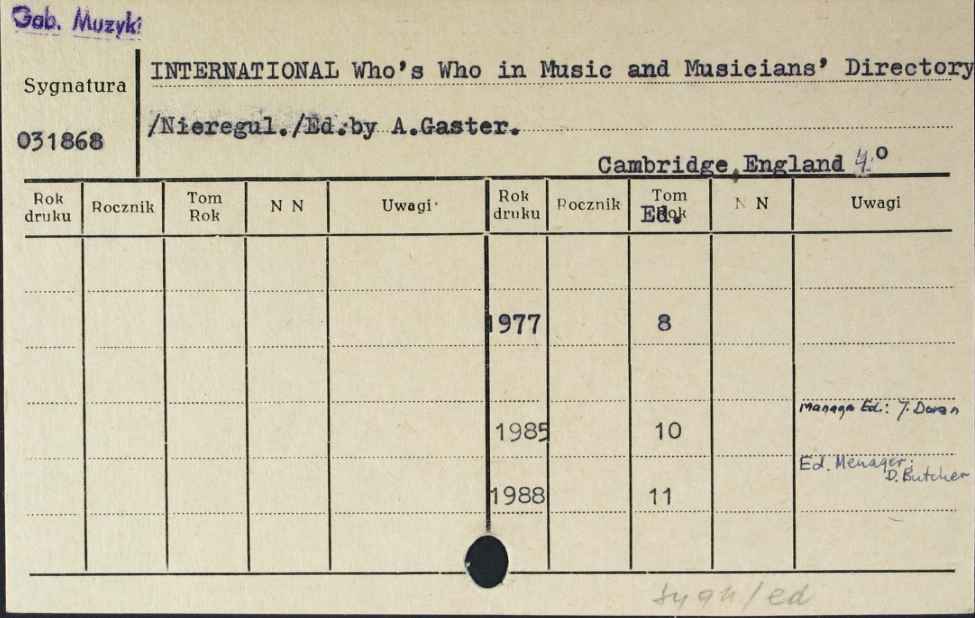 Gab. Muzyki
Sygnatura
031868
INTERNATIONAL Who's Who in Music and Musicians' Directory
/Nieregul./Ed.by A.Gaster.
Cambridge,England 4.º
Rok druku Rocznik Tom Rok N N Uwagi Rok druku Rocznik Tom Rok N N Uwagi
Ed.
1977 8
1985 10 Managa Ed.: J. Doran
1988 11 Ed. Menager: D. Butcher